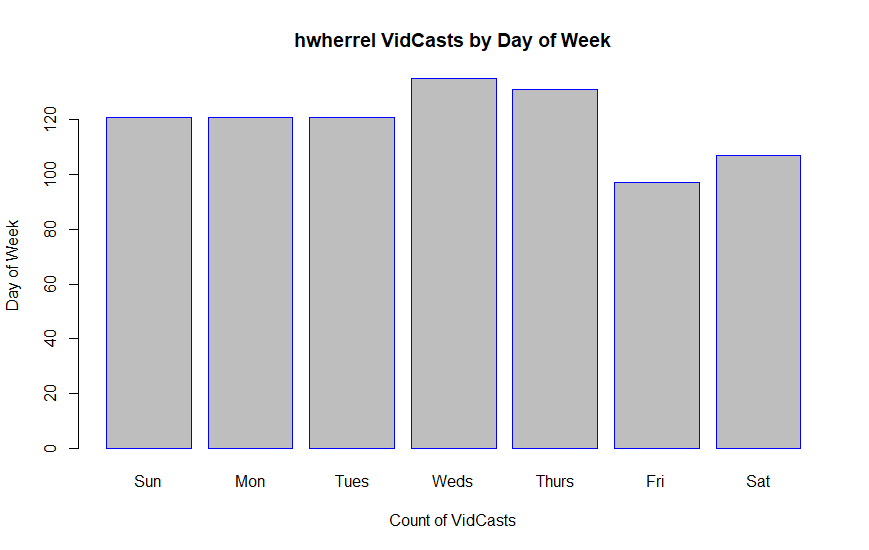 hwherrel VidCasts by Day of Week
Day of Week
120
100
80
60
40
20
0
Sun Mon Tues Weds Thurs Fri Sat
Count of VidCasts